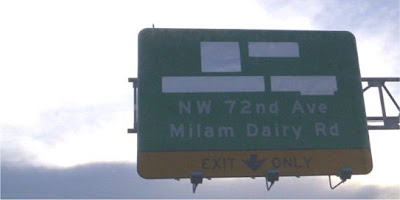 NW 72nd Ave
Milam Dairy Rd
EXIT ONLY